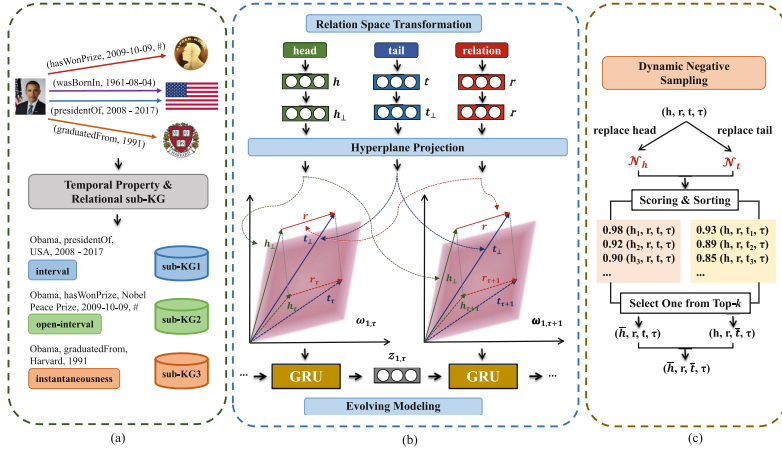 (hasWonPrize, 2009-10-09, #)
(wasBornIn, 1961-08-04)
(presidentOf, 2008 - 2017)
(graduatedFrom, 1991)
Temporal Property &
Relational sub-KG
Obama, presidentOf,
USA, 2008 - 2017
interval
sub-KG1
Obama, hasWonPrize, Nobel
Peace Prize, 2009-10-09, #
open-interval
sub-KG2
Obama, graduatedFrom,
Harvard, 1991
instantaneousness
sub-KG3
(a)
Relation Space Transformation
head
tail
relation
h
t
r
h⊥
t⊥
r
Hyperplane Projection
r
h⊥
t⊥
rτ
hτ
tτ
ω1,τ
r
h⊥
t⊥
rτ+1
hτ+1
tτ+1
ω1,τ+1
z1,τ
...
GRU
GRU
...
Evolving Modeling
(b)
Dynamic Negative
Sampling
(h, r, t, τ)
replace head
replace tail
𝒩h
𝒩t
Scoring & Sorting
0.98 (h1, r, t, τ)
0.92 (h2, r, t, τ)
0.90 (h3, r, t, τ)
...
0.93 (h, r, t1, τ)
0.89 (h, r, t2, τ)
0.85 (h, r, t3, τ)
...
Select One from Top-k
(h̅, r, t, τ)
(h, r, t̅, τ)
(h̅, r, t̅, τ)
(c)